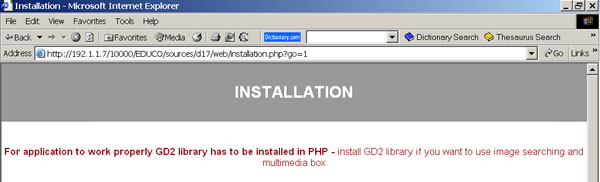 Installation - Microsoft Internet Explorer
File Edit View Favorites Tools Help
Back Favorites Media Dictionary.com Dictionary Search Thesaurus Search
Address http://192.1.1.7/10000/EDUCO/sources/d17/web/installation.php?go=1 Go Links »
INSTALLATION
For application to work properly GD2 library has to be installed in PHP - install GD2 library if you want to use image searching and
multimedia box